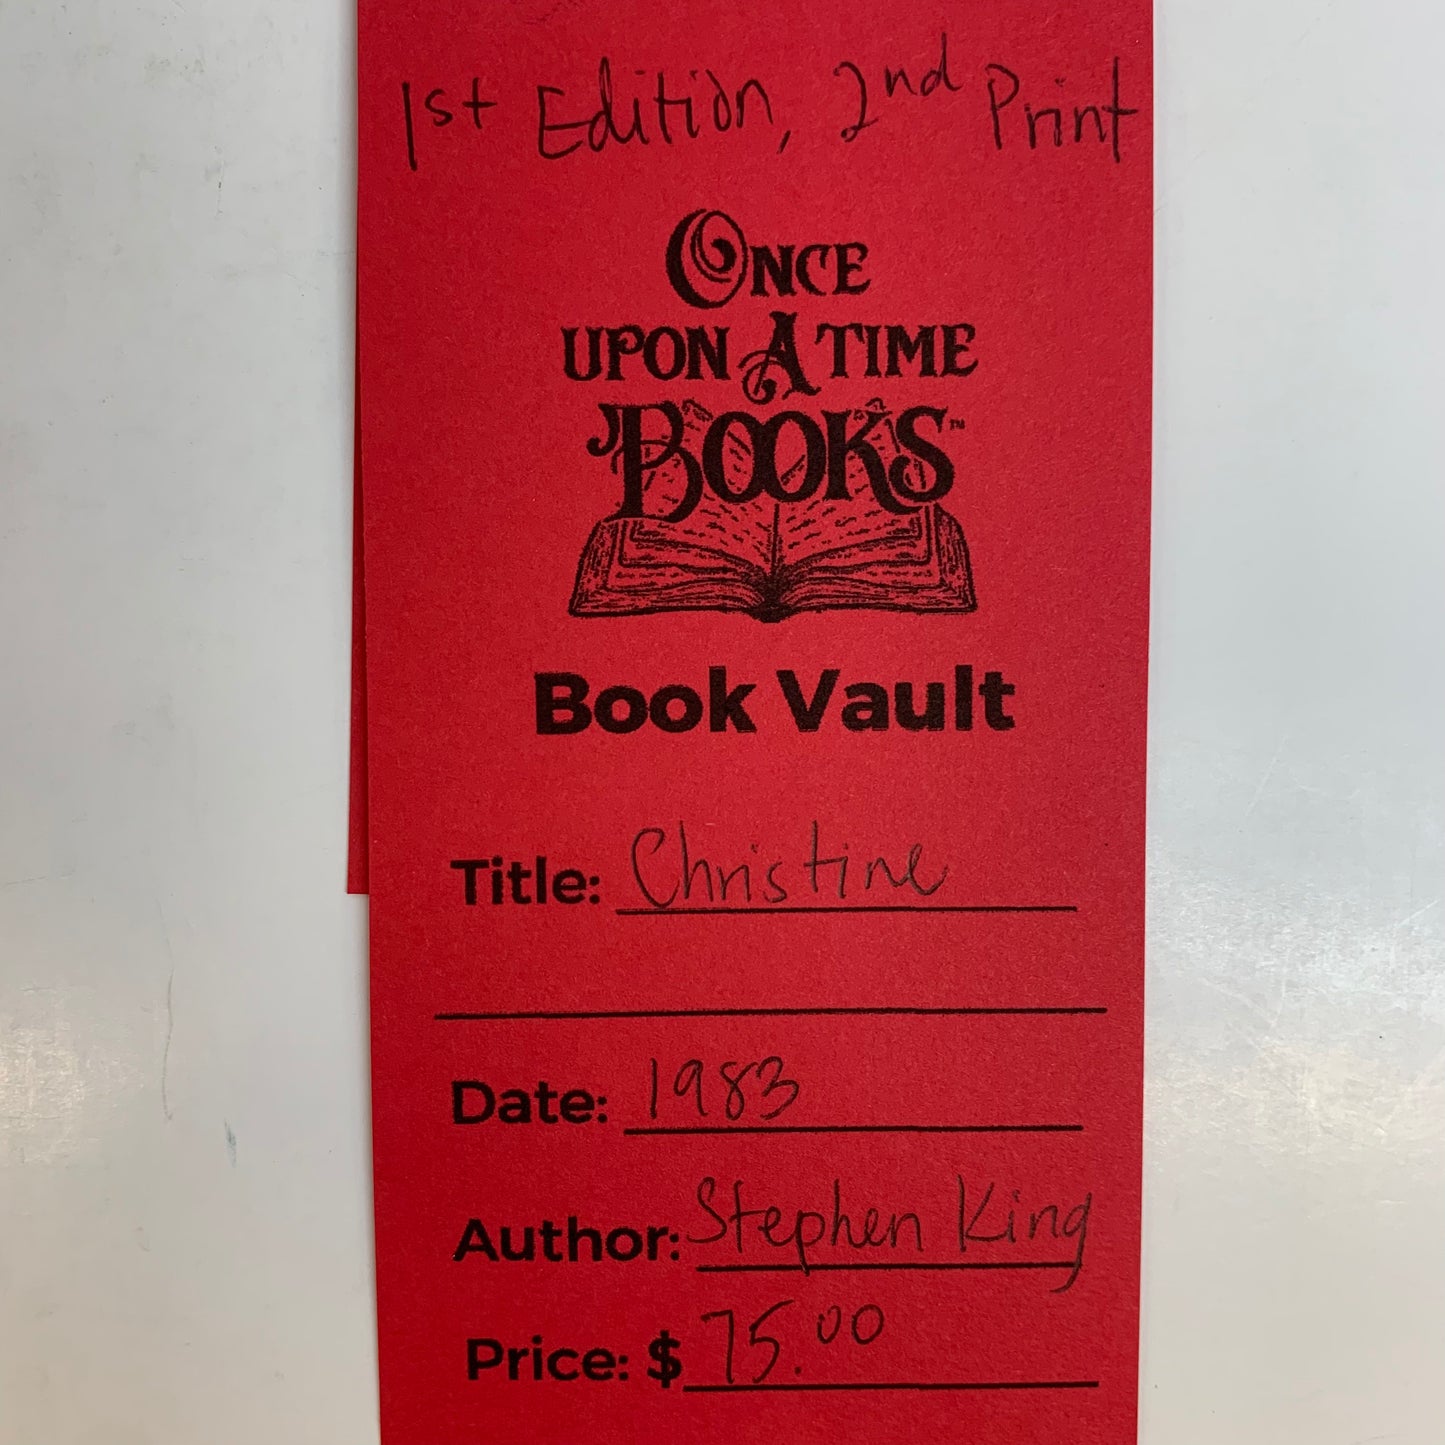 1st Edition, 2nd Print
ONCE
UPON A TIME
BOOKS™
Book Vault
Title: Christine
Date: 1983
Author: Stephen King
Price: $ 75.00